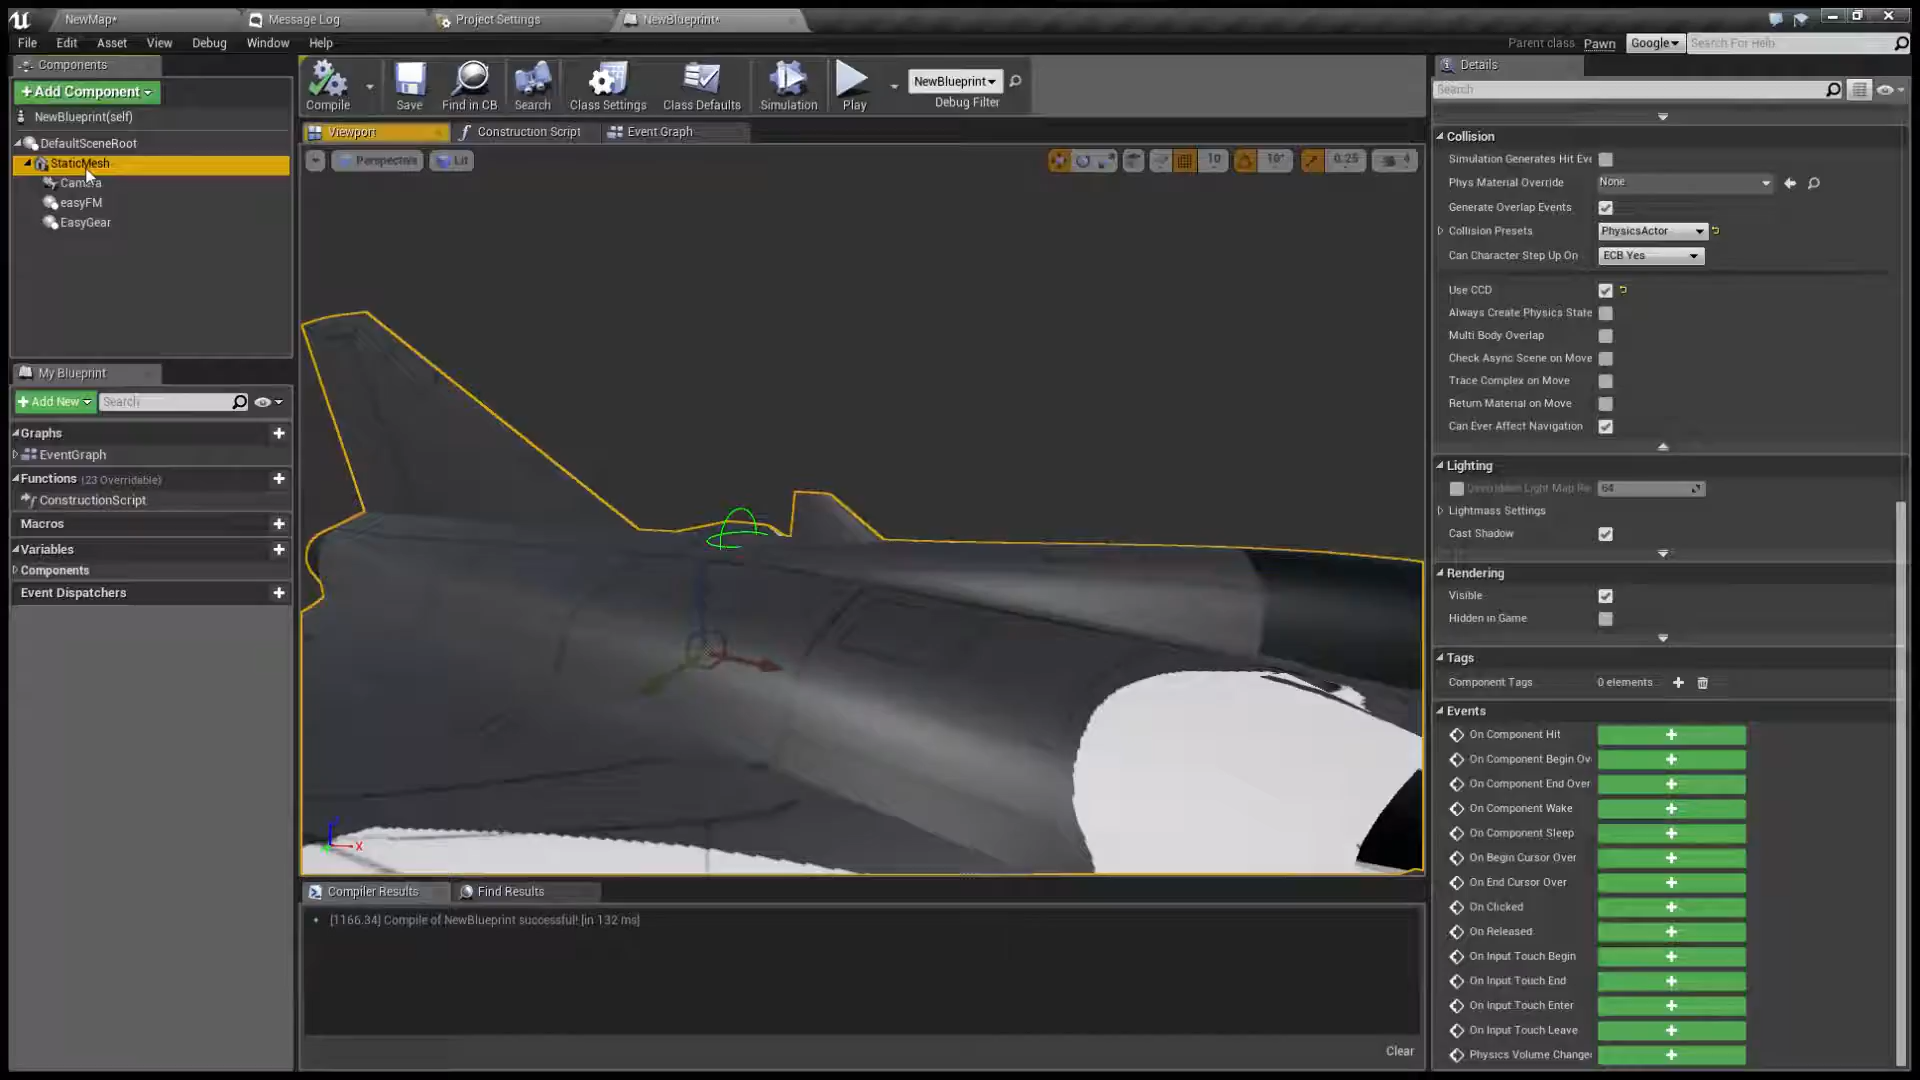 NewMap*
Message Log
Project Settings
NewBlueprint*
File
Edit
Asset
View
Debug
Window
Help
Parent class
Pawn
Google
Search For Help
Components
+Add Component
NewBlueprint(self)
DefaultSceneRoot
StaticMesh
Camera
easyFM
EasyGear
Compile
Save
Find in CB
Search
Class Settings
Class Defaults
Simulation
Play
NewBlueprint
Debug Filter
Viewport
Construction Script
Event Graph
Perspective
Lit
10
10°
0.25
4
My Blueprint
+Add New
Search
Graphs
EventGraph
Functions (23 Overridable)
ConstructionScript
Macros
Variables
Components
Event Dispatchers
X
Compiler Results
Find Results
[1166.34] Compile of NewBlueprint successful! [in 132 ms]
Clear
Details
Search
Collision
Simulation Generates Hit Eve
Phys Material Override
None
Generate Overlap Events
Collision Presets
PhysicsActor
Can Character Step Up On
ECB Yes
Use CCD
Always Create Physics State
Multi Body Overlap
Check Async Scene on Move
Trace Complex on Move
Return Material on Move
Can Ever Affect Navigation
Lighting
Light Map Re
64
Lightmass Settings
Cast Shadow
Rendering
Visible
Hidden in Game
Tags
Component Tags
0 elements
Events
On Component Hit
On Component Begin Ov
On Component End Over
On Component Wake
On Component Sleep
On Begin Cursor Over
On End Cursor Over
On Clicked
On Released
On Input Touch Begin
On Input Touch End
On Input Touch Enter
On Input Touch Leave
Physics Volume Change